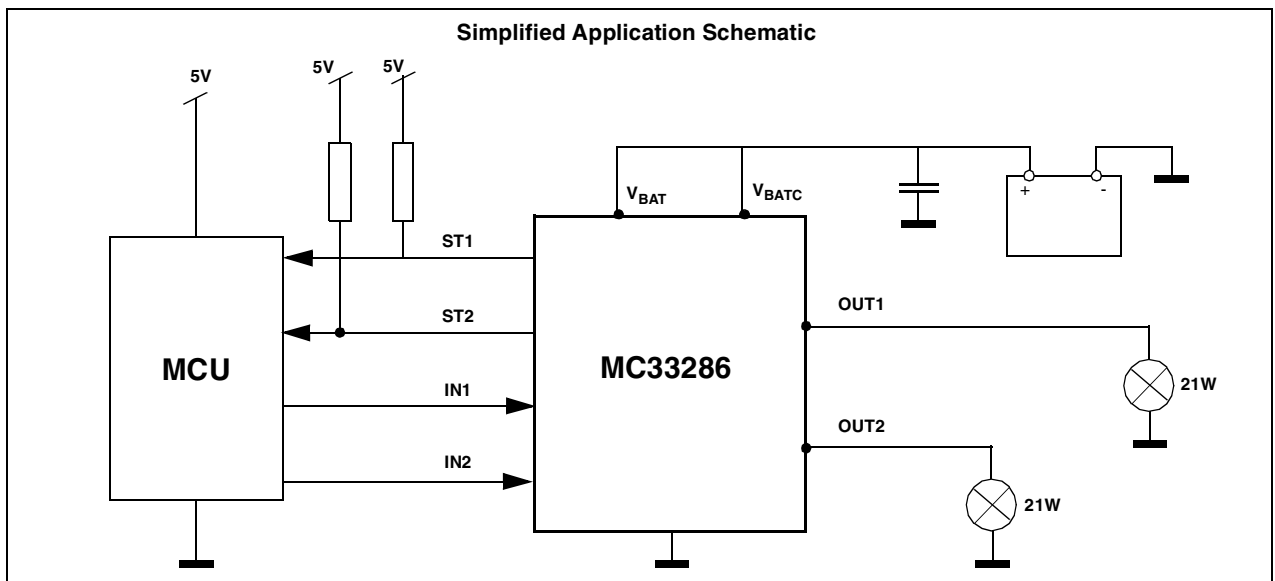 Simplified Application Schematic
5V
5V
5V
VBAT
VBATC
+
-
ST1
OUT1
ST2
MCU
MC33286
IN1
21W
OUT2
IN2
21W